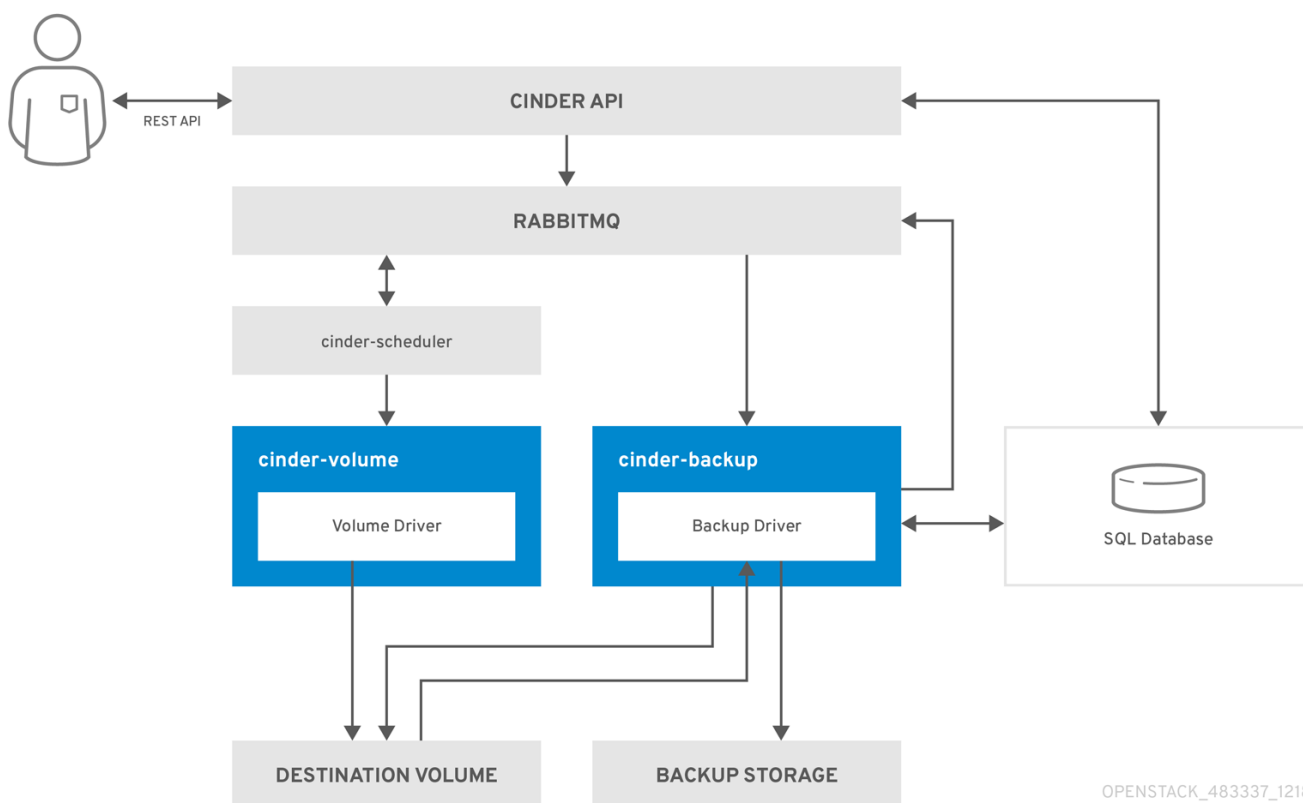 CINDER API
REST API
RABBITMQ
cinder-scheduler
cinder-volume
Volume Driver
cinder-backup
Backup Driver
SQL Database
DESTINATION VOLUME
BACKUP STORAGE
OPENSTACK_483337_1218